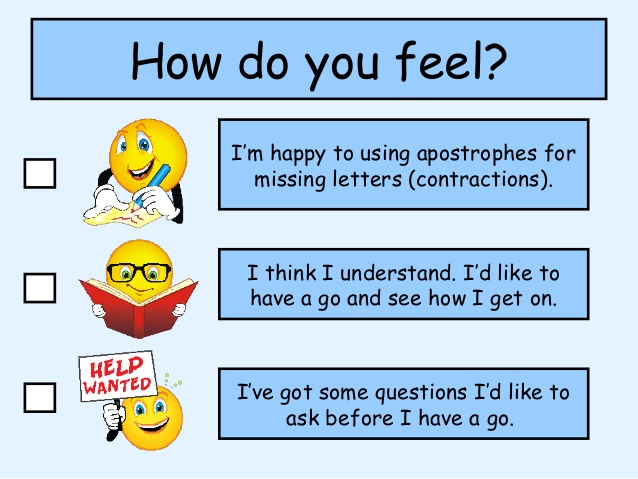 How do you feel?
I’m happy to using apostrophes for
missing letters (contractions).
I think I understand. I’d like to
have a go and see how I get on.
HELP
WANTED
I’ve got some questions I’d like to
ask before I have a go.